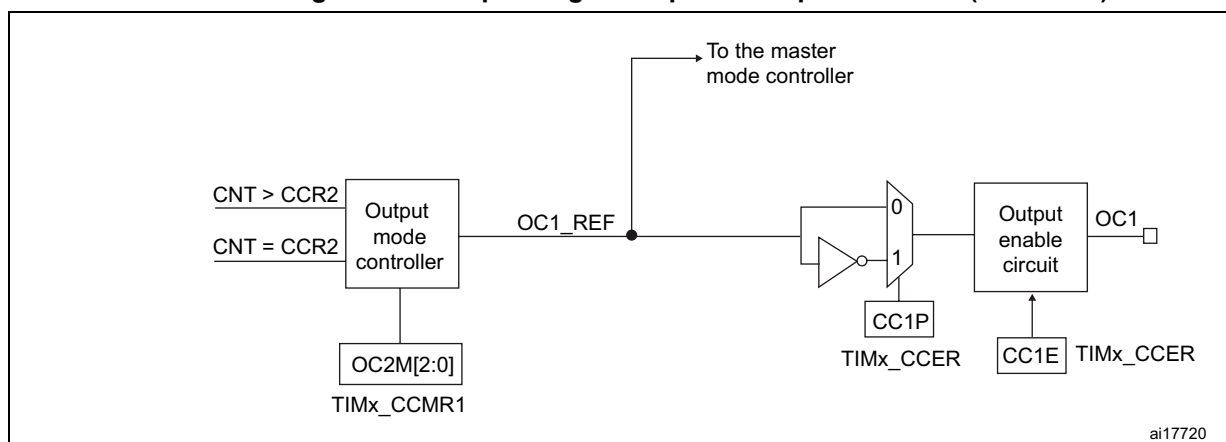 To the master
mode controller
CNT > CCR2
CNT = CCR2
Output
mode
controller
OC1_REF
0
1
Output
enable
circuit
OC1
CC1P
TIMx_CCER
CC1E
TIMx_CCER
OC2M[2:0]
TIMx_CCMR1
ai17720